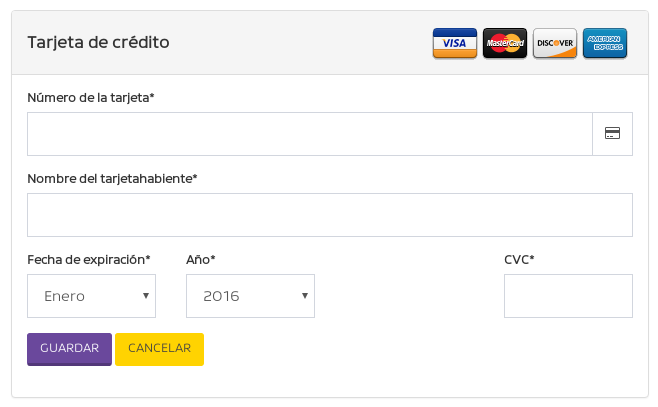 Tarjeta de crédito
VISA MasterCard DISCOVER AMERICAN EXPRESS
Número de la tarjeta*
Nombre del tarjetahabiente*
Fecha de expiración* Año* CVC*
Enero 2016
GUARDAR CANCELAR